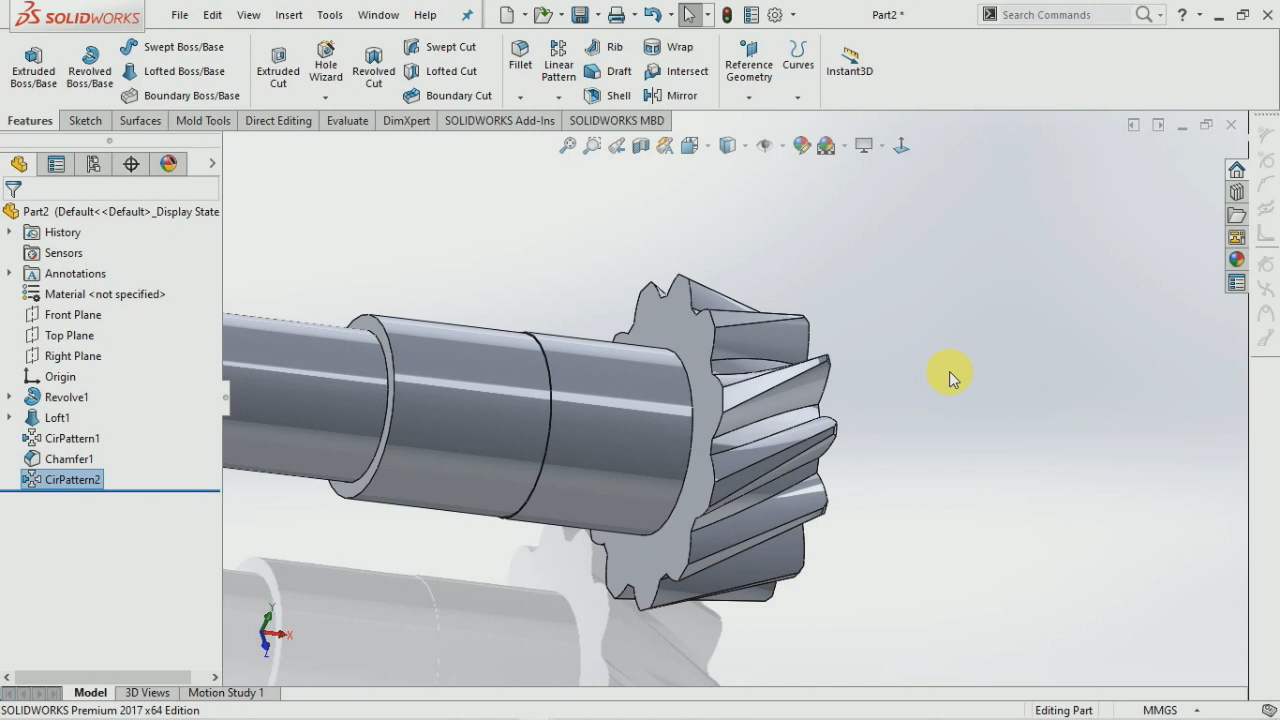 SOLIDWORKS File Edit View Insert Tools Window Help Part2 * Search Commands ?
Extruded Boss/Base
Revolved Boss/Base
Swept Boss/Base
Lofted Boss/Base
Boundary Boss/Base
Extruded Cut
Hole Wizard
Revolved Cut
Swept Cut
Lofted Cut
Boundary Cut
Fillet
Linear Pattern
Rib
Draft
Shell
Wrap
Intersect
Mirror
Reference Geometry
Curves
Instant3D
Features Sketch Surfaces Mold Tools Direct Editing Evaluate DimXpert SOLIDWORKS Add-Ins SOLIDWORKS MBD
Part2 (Default<<Default>_Display State
History
Sensors
Annotations
Material <not specified>
Front Plane
Top Plane
Right Plane
Origin
Revolve1
Loft1
CirPattern1
Chamfer1
CirPattern2
Y
X
Z
Model 3D Views Motion Study 1
SOLIDWORKS Premium 2017 x64 Edition Editing Part MMGS